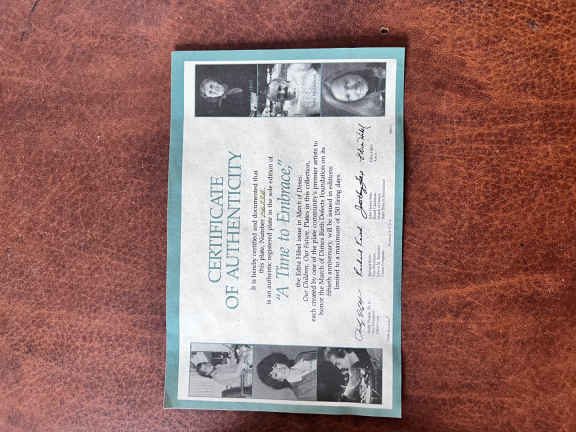 CERTIFICATE
OF AUTHENTICITY
It is hereby certified and documented that
this plate, Number
is an authentic registered plate in the sole edition of
"A Time to Embrace,"
the Edna Hibel issue in March of Dimes:
Our Children, Our Future. Plates in this collection,
each created by one of the plate community's premier artists to
honor the March of Dimes Birth Defects Foundation on its
fiftieth anniversary, will be issued in editions
limited to a maximum of 150 firing days.